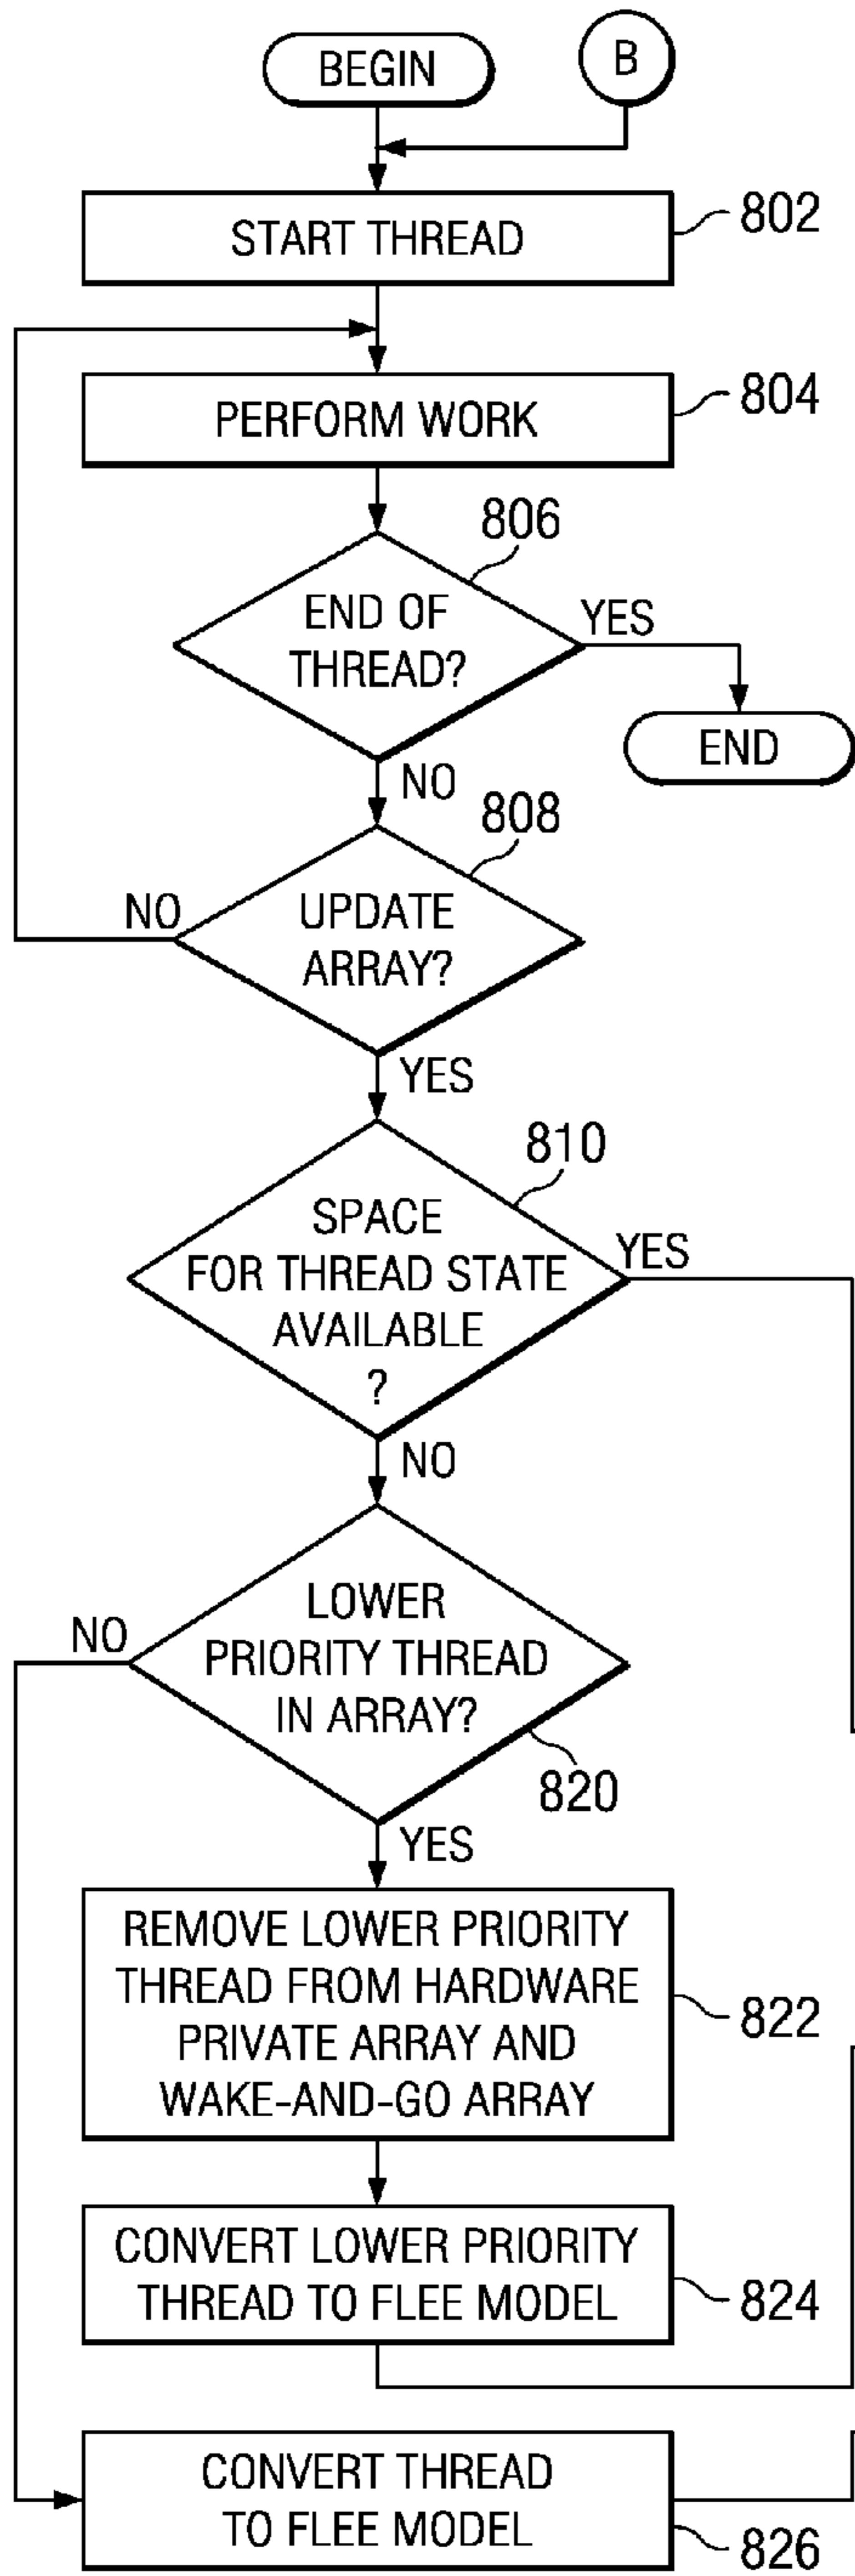 BEGIN
B
START THREAD
802
PERFORM WORK
804
806
END OF
THREAD?
YES
END
NO
808
UPDATE
ARRAY?
NO
YES
810
SPACE
FOR THREAD STATE
AVAILABLE
?
YES
NO
LOWER
PRIORITY THREAD
IN ARRAY?
NO
820
YES
REMOVE LOWER PRIORITY
THREAD FROM HARDWARE
PRIVATE ARRAY AND
WAKE-AND-GO ARRAY
822
CONVERT LOWER PRIORITY
THREAD TO FLEE MODEL
824
CONVERT THREAD
TO FLEE MODEL
826